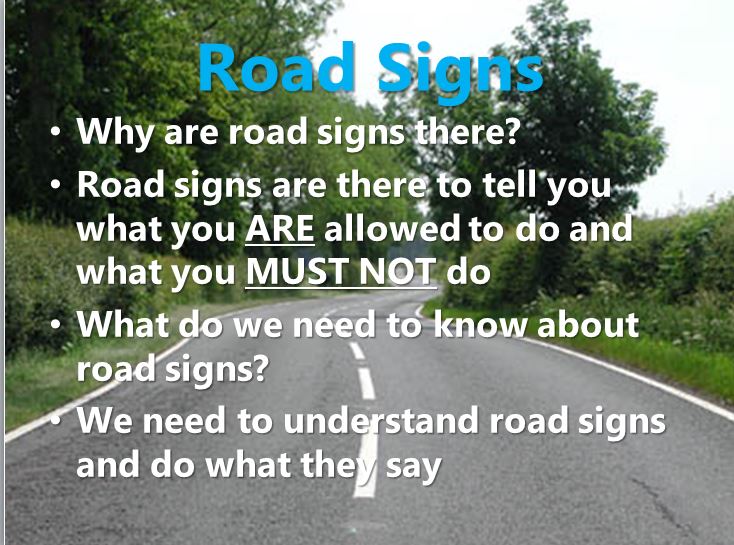 Road Signs
• Why are road signs there?
• Road signs are there to tell you
what you ARE allowed to do and
what you MUST NOT do
• What do we need to know about
road signs?
• We need to understand road signs
and do what they say